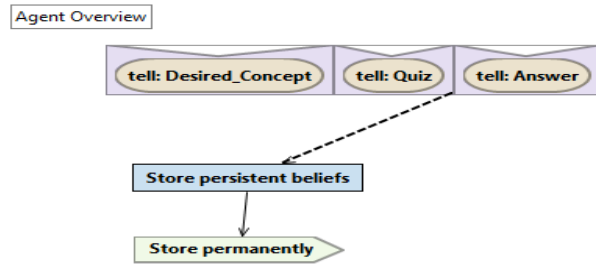 Agent Overview
tell: Desired_Concept
tell: Quiz
tell: Answer
Store persistent beliefs
Store permanently